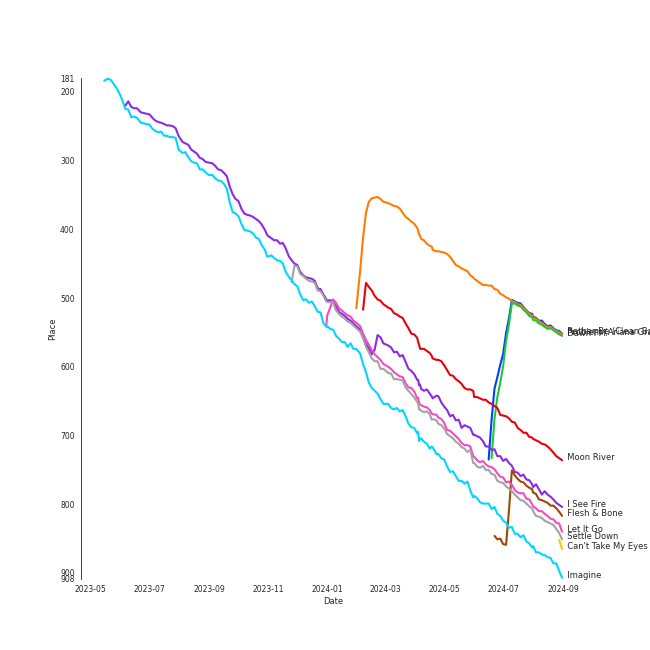 181
200
300
400
500
600
700
800
900
908
Place
2023-05
2023-07
2023-09
2023-11
2024-01
2024-03
2024-05
2024-07
2024-09
Date
Moon River
I See Fire
Flesh & Bone
Let It Go
Settle Down
Can't Take My Eyes
Imagine